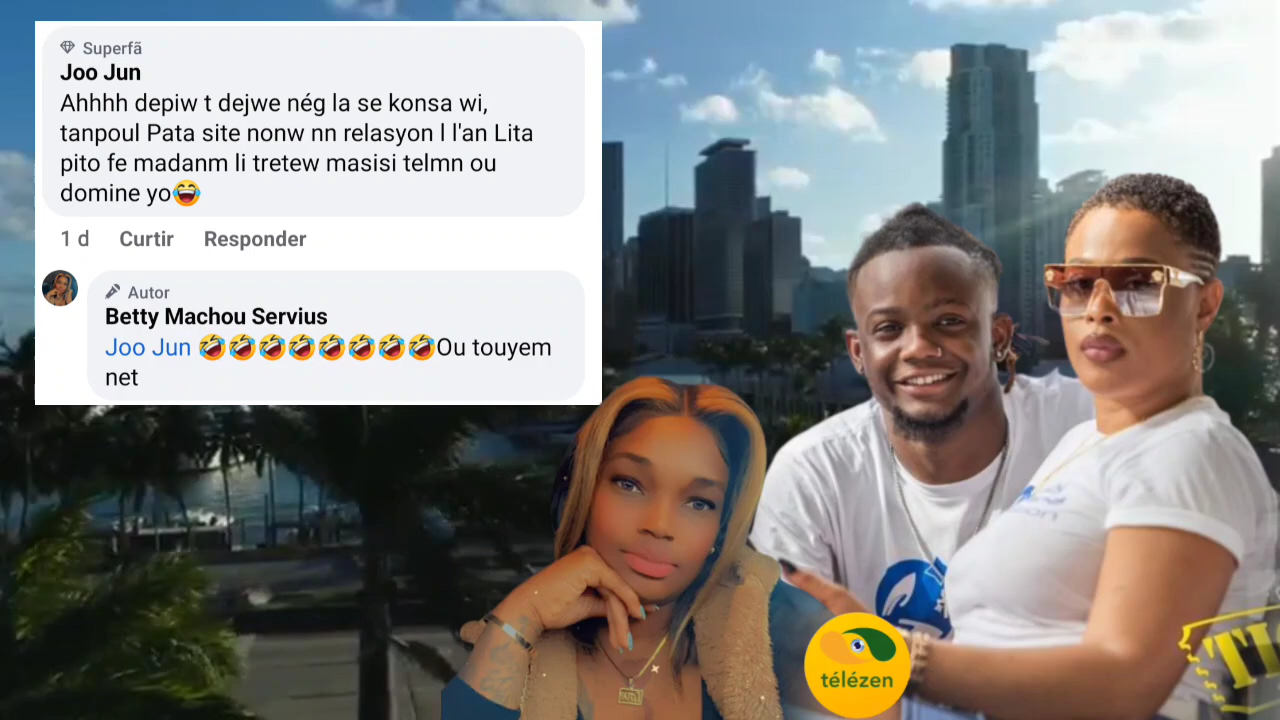 Superfã
Joo Jun
Ahhhh depiw t dejwe nég la se konsa wi,
tanpoul Pata site nonw nn relasyon l l'an Lita
pito fe madanm li tretew masisi telmn ou
domine yo😂
1 d Curtir Responder
Autor
Betty Machou Servius
Joo Jun 🤣🤣🤣🤣🤣🤣🤣🤣Ou touyem
net
télézen